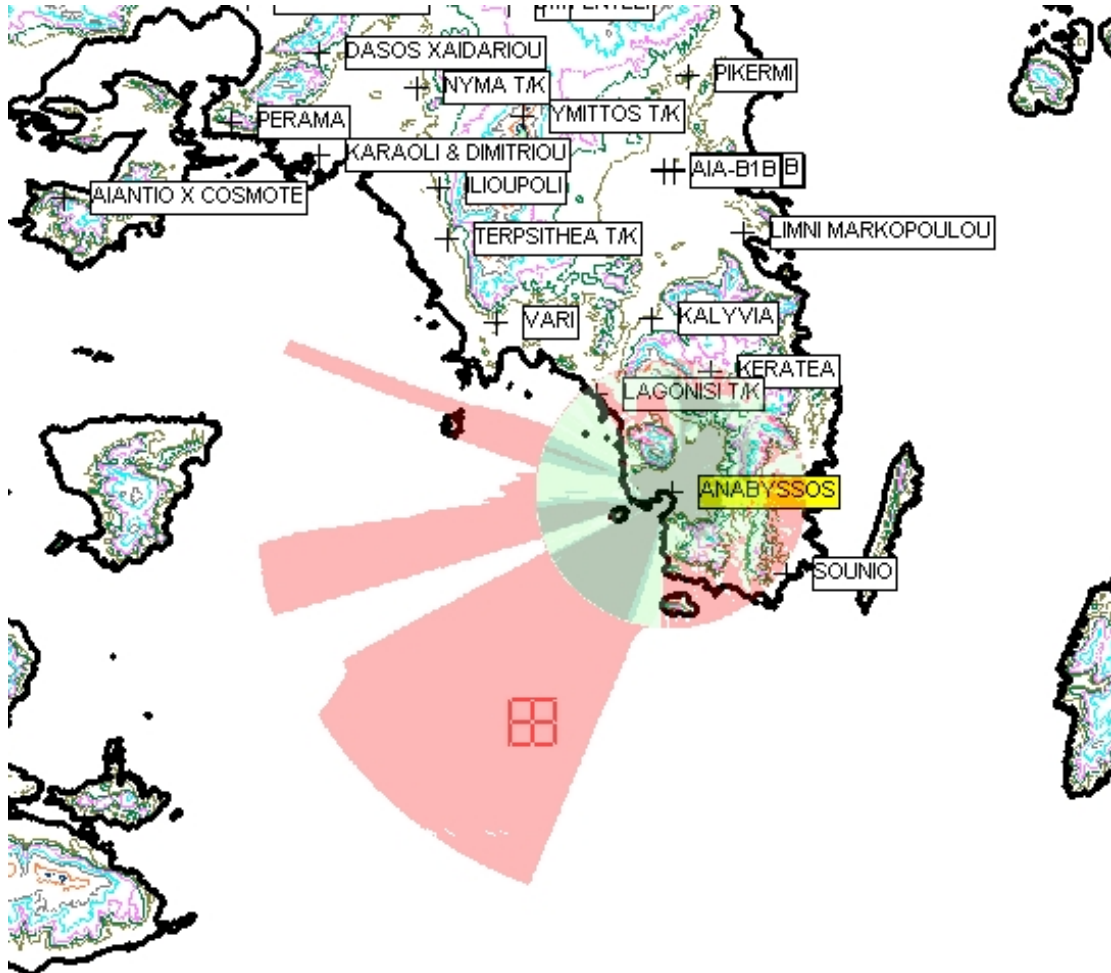 DASOS XAIDARIOU
PIKERMI
NYMA T/K
YMITTOS T/K
PERAMA
KARAOLI & DIMITRIOU
AIA-B1B B
ILIOUPOLI
AIANTIO X COSMOTE
LIMNI MARKOPOULOU
TERPSITHEA T/K
VARI
KALYVIA
KERATEA
LAGONISI T/K
ANABYSSOS
SOUNIO